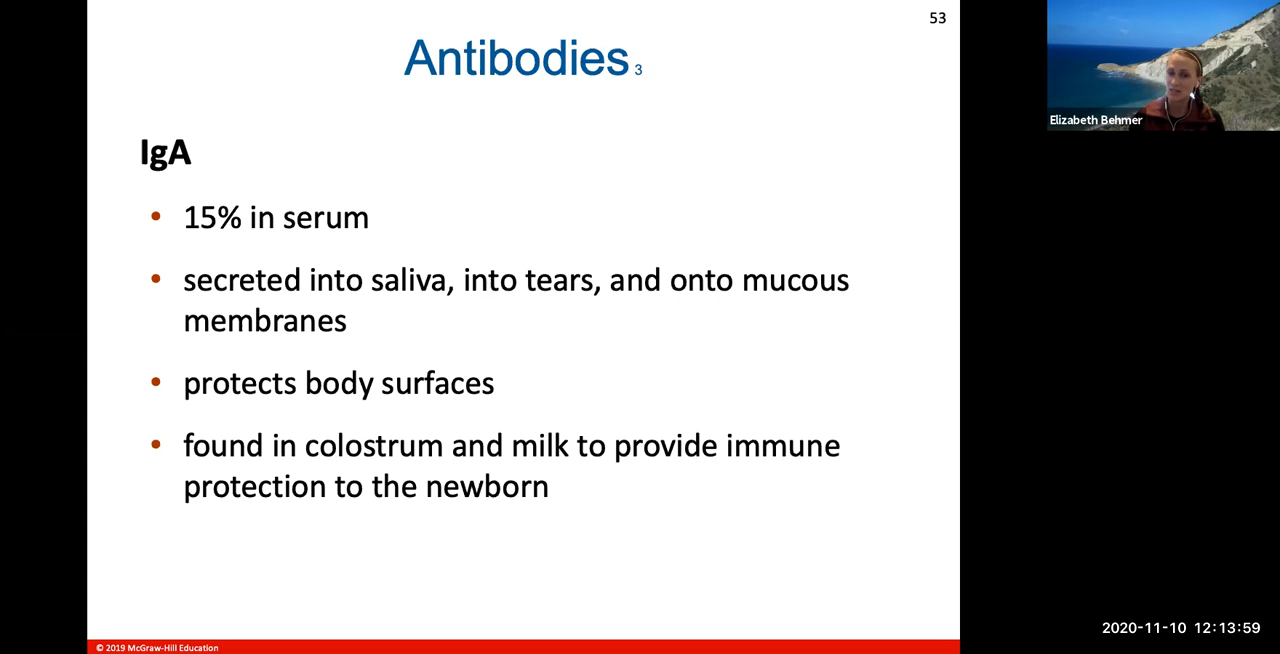 53
Antibodies 3
IgA
• 15% in serum
• secreted into saliva, into tears, and onto mucous
membranes
• protects body surfaces
• found in colostrum and milk to provide immune
protection to the newborn
© 2019 McGraw-Hill Education
Elizabeth Behmer
2020-11-10 12:13:59